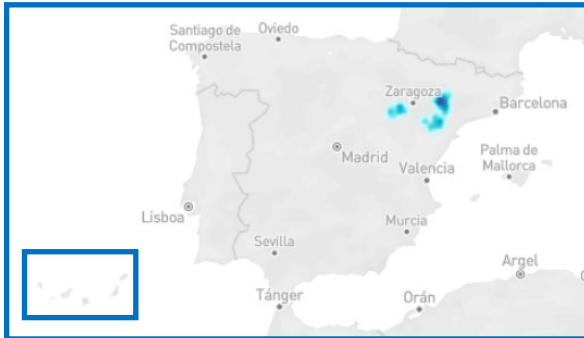 Santiago de
Compostela
Oviedo
Zaragoza
Barcelona
Madrid
Palma de
Mallorca
Valencia
Lisboa
Murcia
Sevilla
Argel
Tánger
Orán